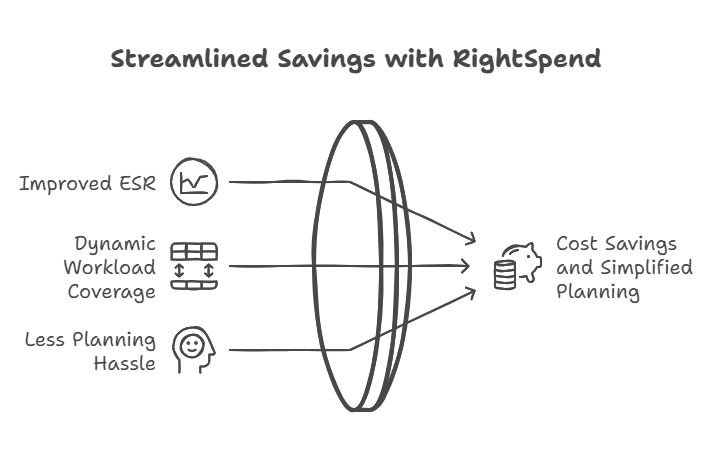 Streamlined Savings with RightSpend
Improved ESR
Dynamic
Workload
Coverage
Less Planning
Hassle
Cost Savings
and Simplified
Planning